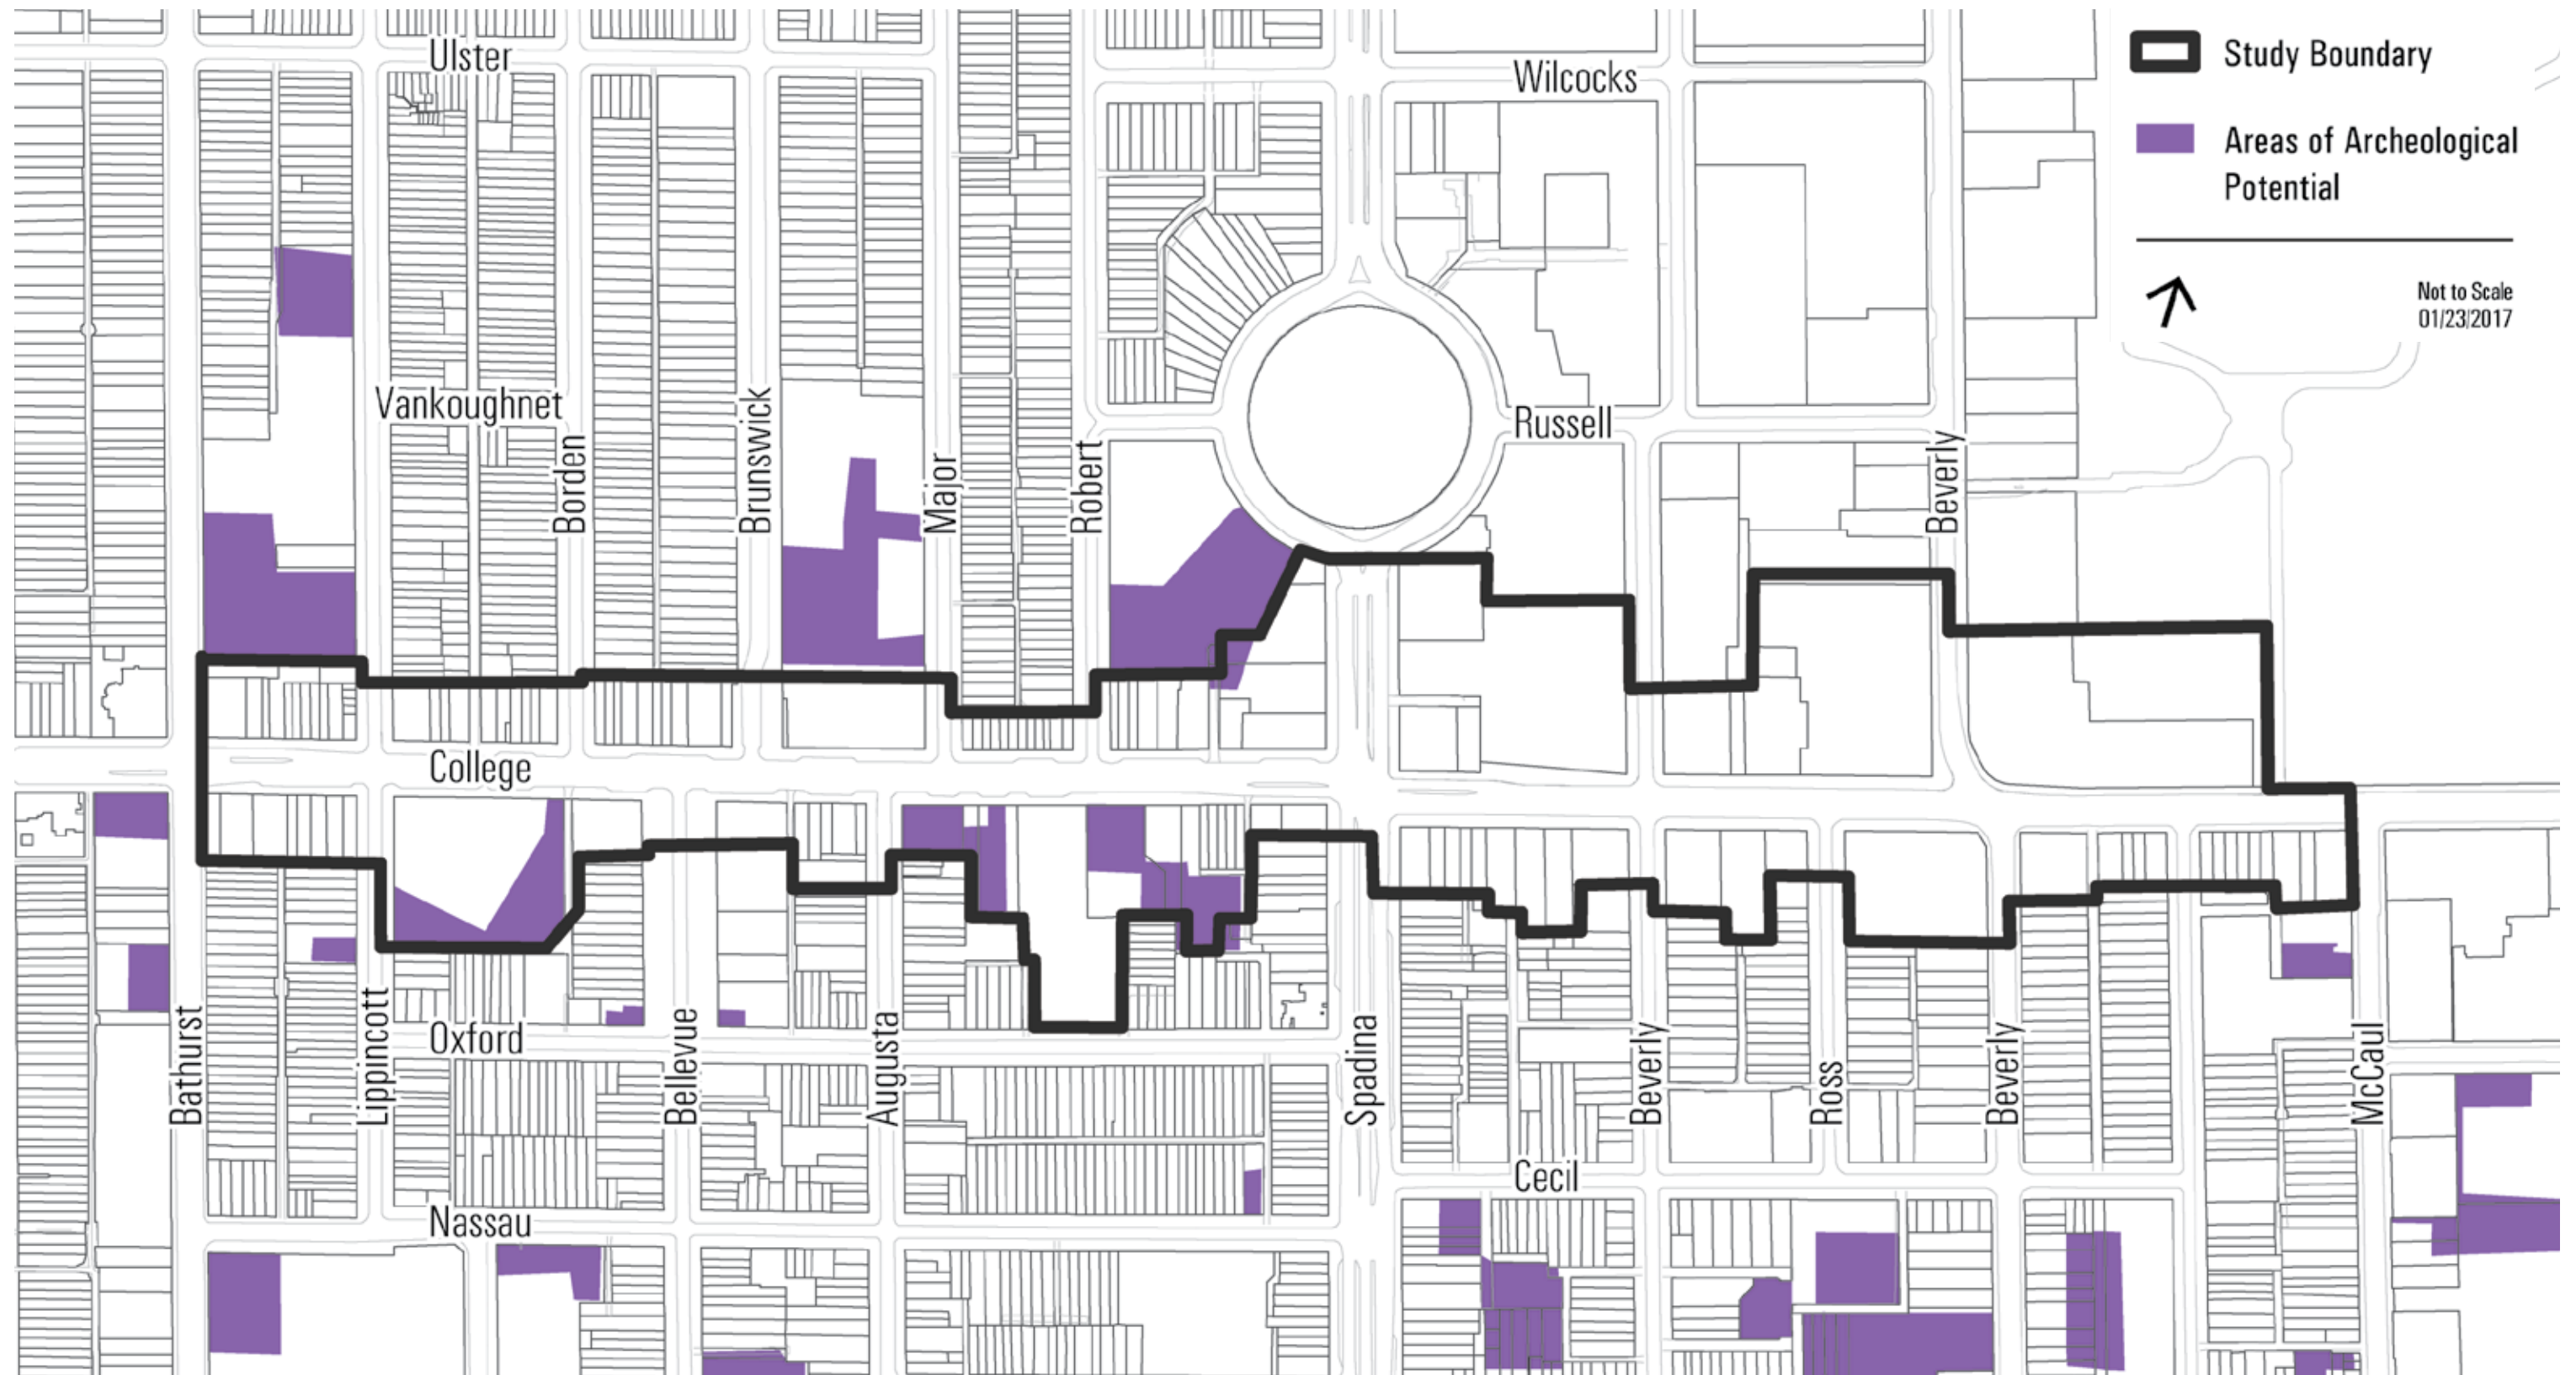 Ulster
Wilcocks
Study Boundary
Areas of Archeological
Potential
Not to Scale
01/23/2017
Vankoughnet
Borden
Brunswick
Major
Robert
Russell
Beverly
College
Bathurst
Lippincott
Oxford
Bellevue
Augusta
Spadina
Beverly
Ross
Beverly
McCaul
Cecil
Nassau